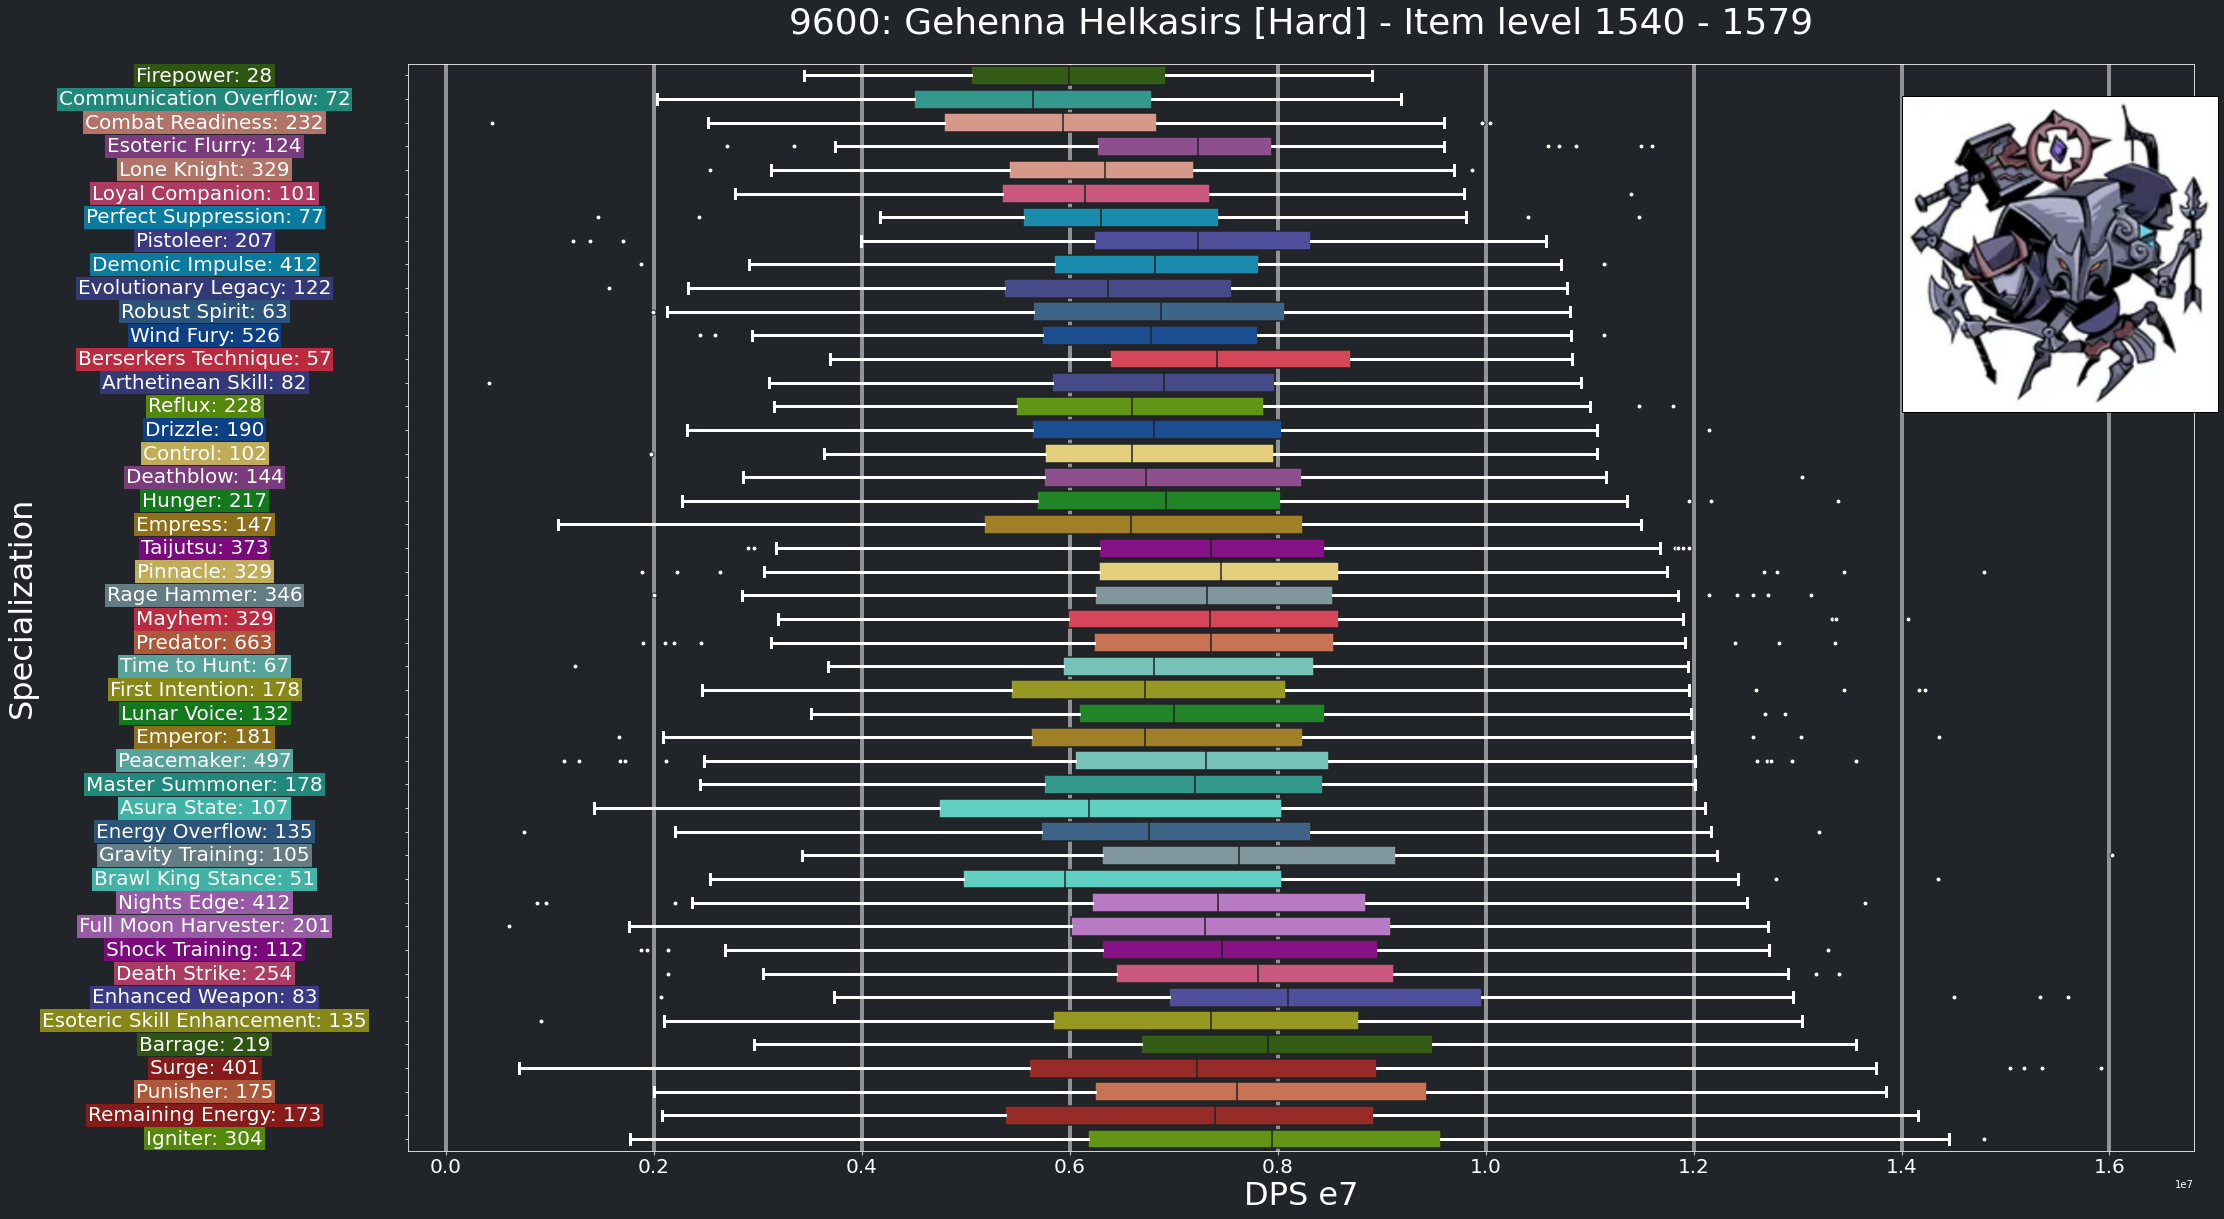 9600: Gehenna Helkasirs [Hard] - Item level 1540 - 1579
Specialization
Firepower: 28
Communication Overflow: 72
Combat Readiness: 232
Esoteric Flurry: 124
Lone Knight: 329
Loyal Companion: 101
Perfect Suppression: 77
Pistoleer: 207
Demonic Impulse: 412
Evolutionary Legacy: 122
Robust Spirit: 63
Wind Fury: 526
Berserkers Technique: 57
Arthetinean Skill: 82
Reflux: 228
Drizzle: 190
Control: 102
Deathblow: 144
Hunger: 217
Empress: 147
Taijutsu: 373
Pinnacle: 329
Rage Hammer: 346
Mayhem: 329
Predator: 663
Time to Hunt: 67
First Intention: 178
Lunar Voice: 132
Emperor: 181
Peacemaker: 497
Master Summoner: 178
Asura State: 107
Energy Overflow: 135
Gravity Training: 105
Brawl King Stance: 51
Nights Edge: 412
Full Moon Harvester: 201
Shock Training: 112
Death Strike: 254
Enhanced Weapon: 83
Esoteric Skill Enhancement: 135
Barrage: 219
Surge: 401
Punisher: 175
Remaining Energy: 173
Igniter: 304
0.0 0.2 0.4 0.6 0.8 1.0 1.2 1.4 1.6
1e7
DPS e7